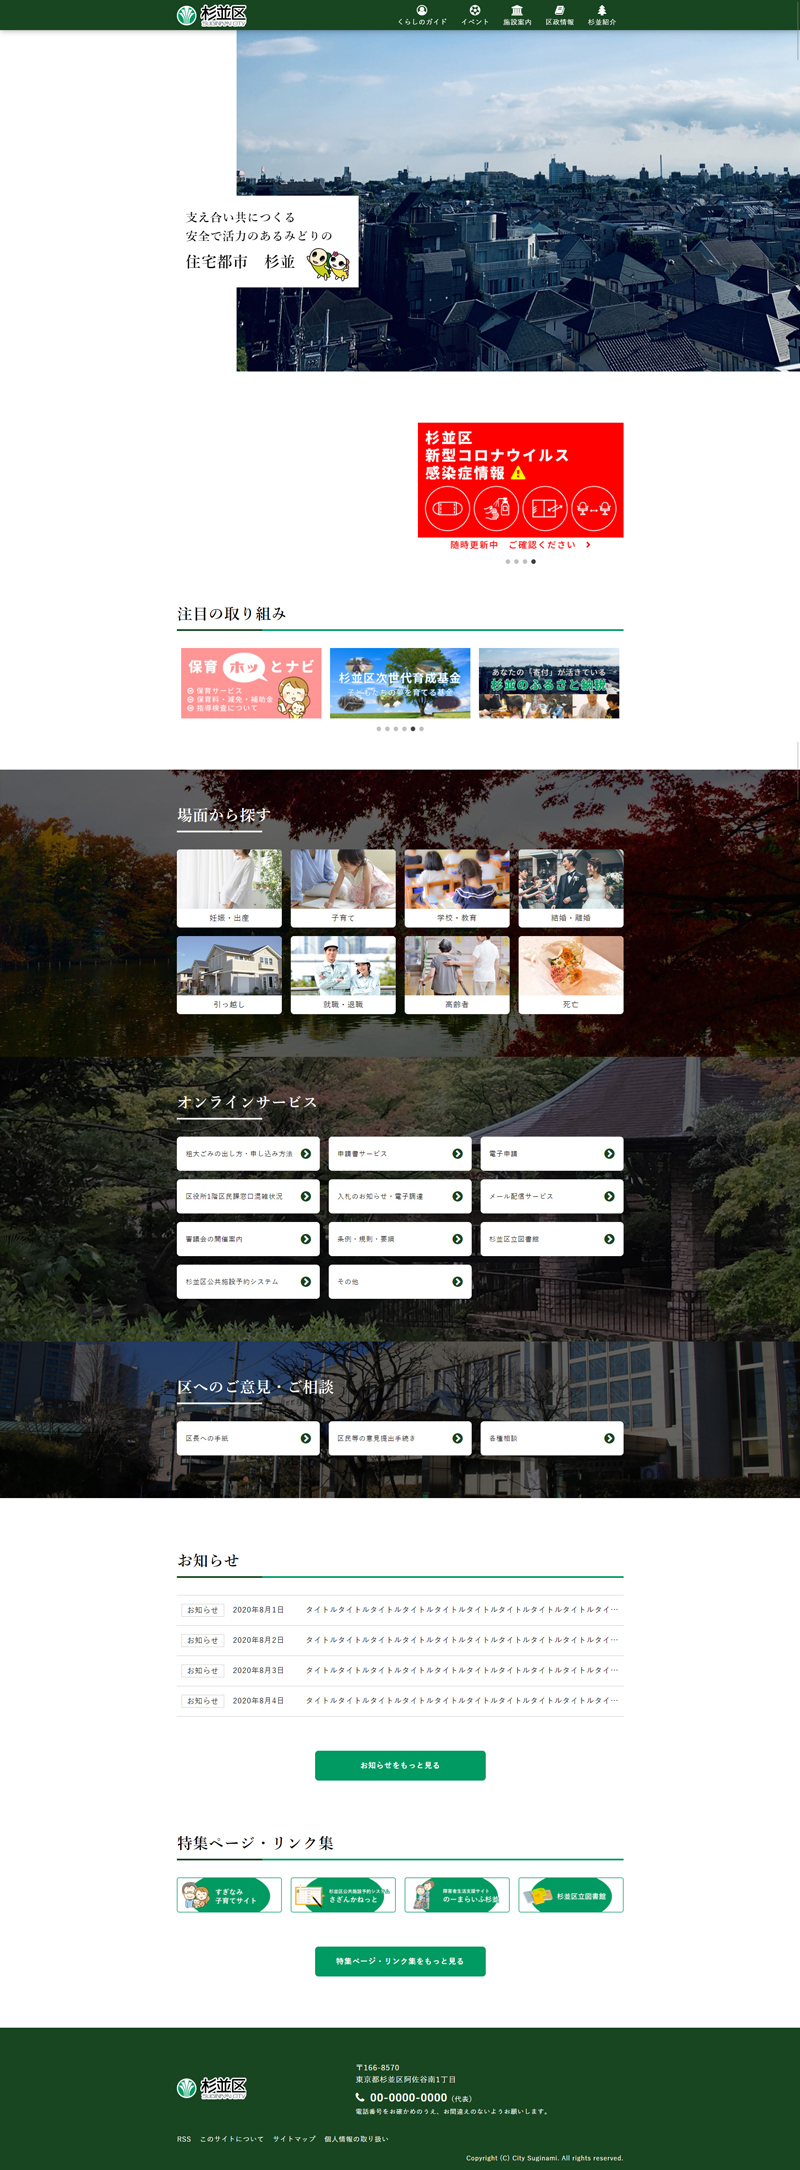 杉並区
SUGINAMI CITY
くらしのガイド
イベント
施設案内
区政情報
杉並紹介
支え合い共につくる
安全で活力のあるみどりの
住宅都市　杉並
杉並区
新型コロナウイルス
感染症情報
随時更新中　ご確認ください
注目の取り組み
保育 ホッ とナビ
保育サービス
保育料・減免・補助金
指導検査について
杉並区次世代育成基金
子どもたちの夢を育てる基金
あなたの「寄付」が活きている
杉並のふるさと納税
場面から探す
妊娠・出産
子育て
学校・教育
結婚・離婚
引っ越し
就職・退職
高齢者
死亡
オンラインサービス
粗大ごみの出し方・申し込み方法
申請書サービス
電子申請
区役所1階区民課窓口混雑状況
入札のお知らせ・電子調達
メール配信サービス
審議会の開催案内
条例・規則・要綱
杉並区立図書館
杉並区公共施設予約システム
その他
区へのご意見・ご相談
区長への手紙
区民等の意見提出手続き
各種相談
お知らせ
お知らせ 2020年8月1日 タイトルタイトルタイトルタイトルタイトルタイトルタイトルタイトルタイトルタイ…
お知らせ 2020年8月2日 タイトルタイトルタイトルタイトルタイトルタイトルタイトルタイトルタイトルタイ…
お知らせ 2020年8月3日 タイトルタイトルタイトルタイトルタイトルタイトルタイトルタイトルタイトルタイ…
お知らせ 2020年8月4日 タイトルタイトルタイトルタイトルタイトルタイトルタイトルタイトルタイトルタイ…
お知らせをもっと見る
特集ページ・リンク集
すぎなみ
子育てサイト
杉並区公共施設予約システム
さざんかねっと
障害者生活支援サイト
のーまらいふ杉並
杉並区立図書館
特集ページ・リンク集をもっと見る
杉並区
SUGINAMI CITY
〒166-8570
東京都杉並区阿佐谷南1丁目
00-0000-0000（代表）
電話番号をお確かめのうえ、お間違えのないようお願いします。
RSS
このサイトについて
サイトマップ
個人情報の取り扱い
Copyright (C) City Suginami. All rights reserved.